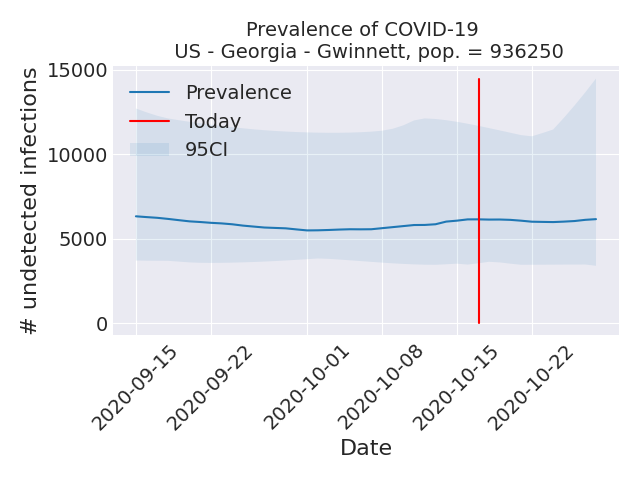 Prevalence of COVID-19
US - Georgia - Gwinnett, pop. = 936250
# undetected infections
15000
10000
5000
0
Prevalence
Today
95CI
2020-09-15
2020-09-22
2020-10-01
2020-10-08
2020-10-15
2020-10-22
Date